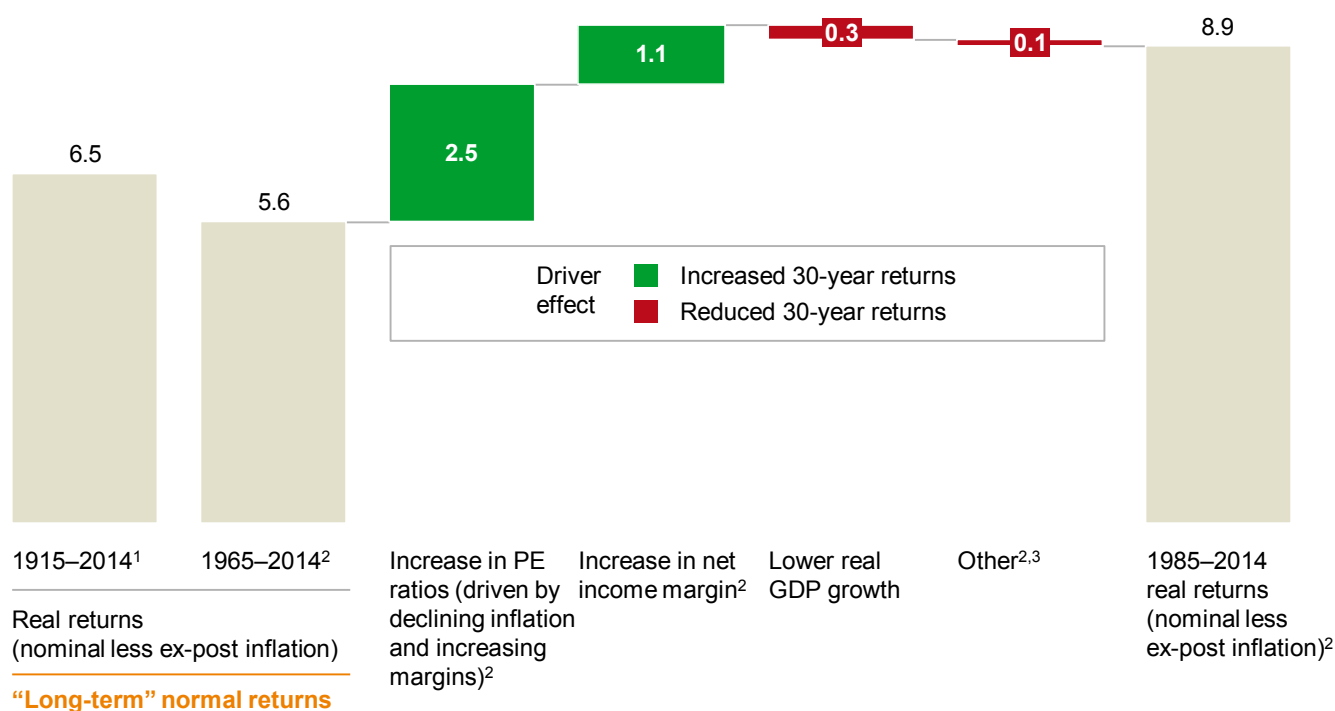 6.5
5.6
2.5
1.1
0.3
0.1
8.9
Driver
effect
Increased 30-year returns
Reduced 30-year returns
1915–2014¹
1965–2014²
Real returns
(nominal less ex-post inflation)
“Long-term” normal returns
Increase in PE
ratios (driven by
declining inflation
and increasing
margins)²
Increase in net
income margin²
Lower real
GDP growth
Other²,³
1985–2014
real returns
(nominal less
ex-post inflation)²